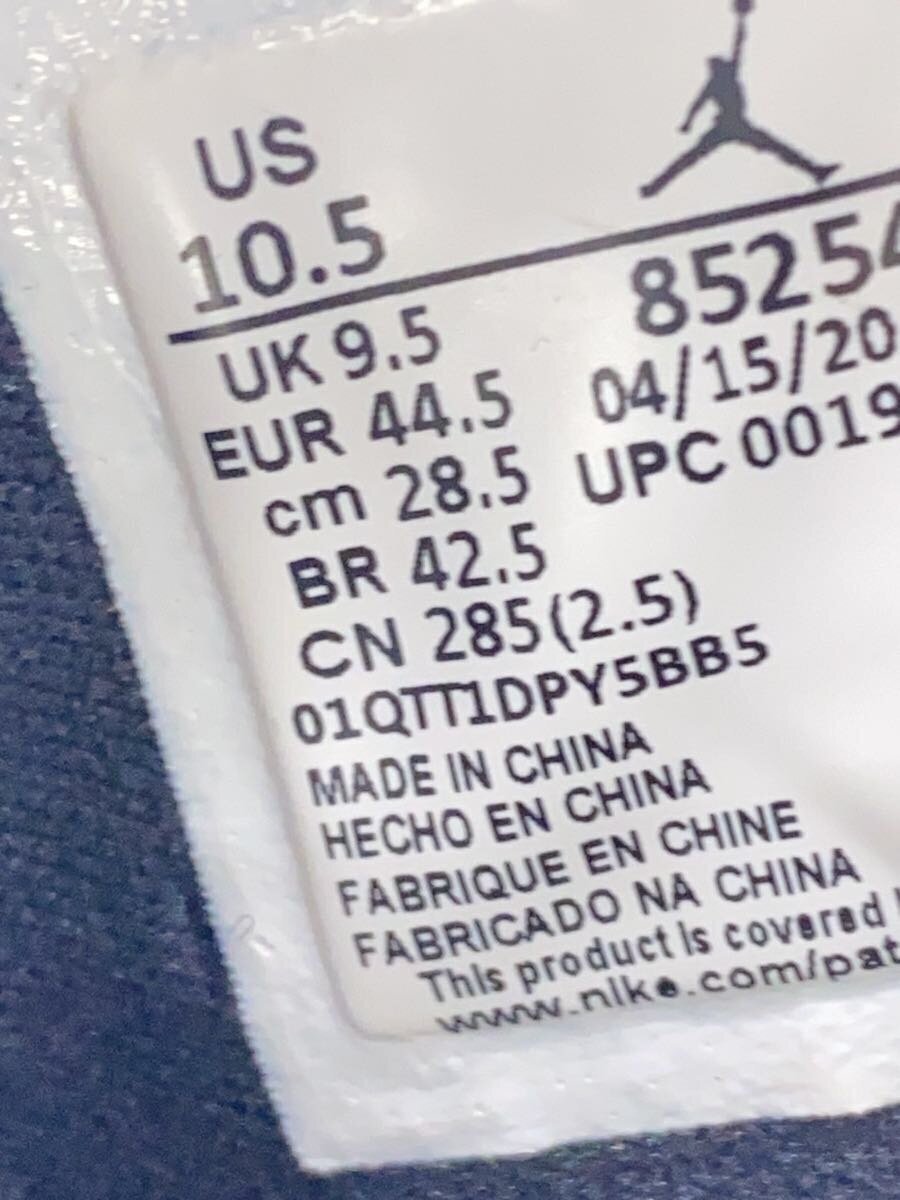 US
10.5
UK 9.5
EUR 44.5
cm 28.5
BR 42.5
CN 285(2.5)
85254
04/15/20
UPC 0019
01QTT1DPY5BB5
MADE IN CHINA
HECHO EN CHINA
FABRIQUE EN CHINE
FABRICADO NA CHINA
This product is covered
www.nike.com/pat